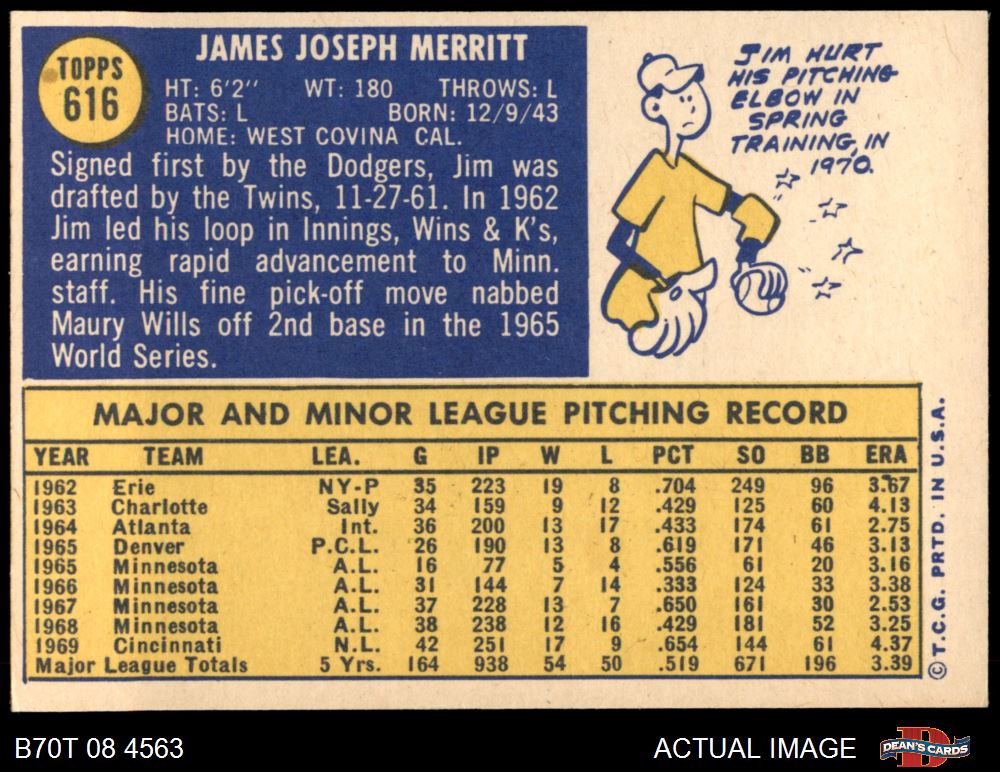 TOPPS
616
JAMES JOSEPH MERRITT
HT: 6'2" WT: 180 THROWS: L
BATS: L BORN: 12/9/43
HOME: WEST COVINA CAL.
Signed first by the Dodgers, Jim was
drafted by the Twins, 11-27-61. In 1962
Jim led his loop in Innings, Wins & K's,
earning rapid advancement to Minn.
staff. His fine pick-off move nabbed
Maury Wills off 2nd base in the 1965
World Series.
JIM HURT
HIS PITCHING
ELBOW IN
SPRING
TRAINING, IN
1970.
MAJOR AND MINOR LEAGUE PITCHING RECORD
YEAR TEAM LEA. G IP W L PCT SO BB ERA
1962 Erie NY-P 35 223 19 8 .704 249 96 3.67
1963 Charlotte Sally 34 159 9 12 .429 125 60 4.13
1964 Atlanta Int. 36 200 13 17 .433 174 61 2.75
1965 Denver P.C.L. 26 190 13 8 .619 171 46 3.13
1965 Minnesota A.L. 16 77 5 4 .556 61 20 3.16
1966 Minnesota A.L. 31 144 7 14 .333 124 33 3.38
1967 Minnesota A.L. 37 228 13 7 .650 161 30 2.53
1968 Minnesota A.L. 38 238 12 16 .429 181 52 3.25
1969 Cincinnati N.L. 42 251 17 9 .654 144 61 4.37
Major League Totals 5 Yrs. 164 938 54 50 .519 671 196 3.39
© T.C.G. PRTD. IN U.S.A.
B70T 08 4563
ACTUAL IMAGE
D
DEAN'S CARDS